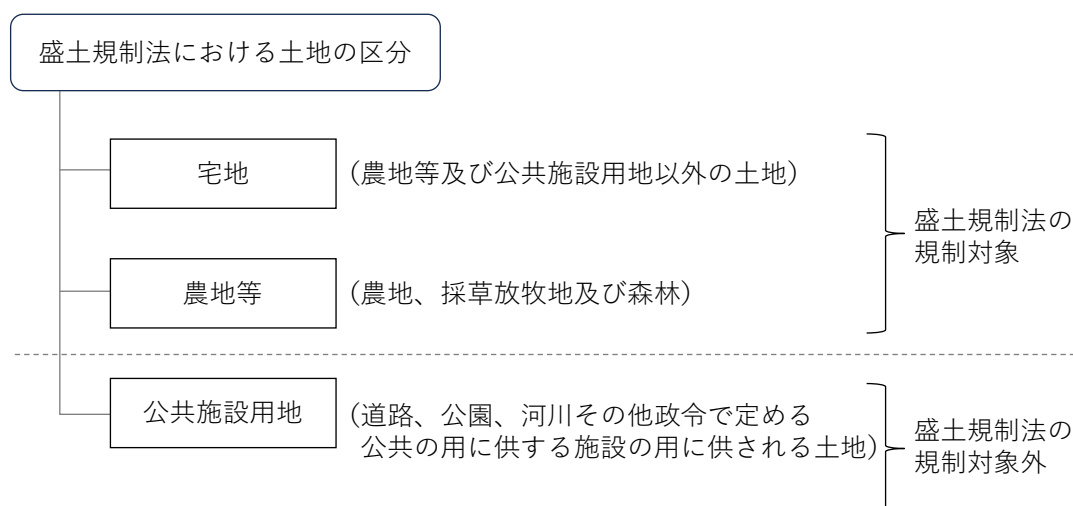 盛土規制法における土地の区分
宅地
(農地等及び公共施設用地以外の土地)
盛土規制法の
規制対象
農地等
(農地、採草放牧地及び森林)
公共施設用地
(道路、公園、河川その他政令で定める
公共の用に供する施設の用に供される土地)
盛土規制法の
規制対象外